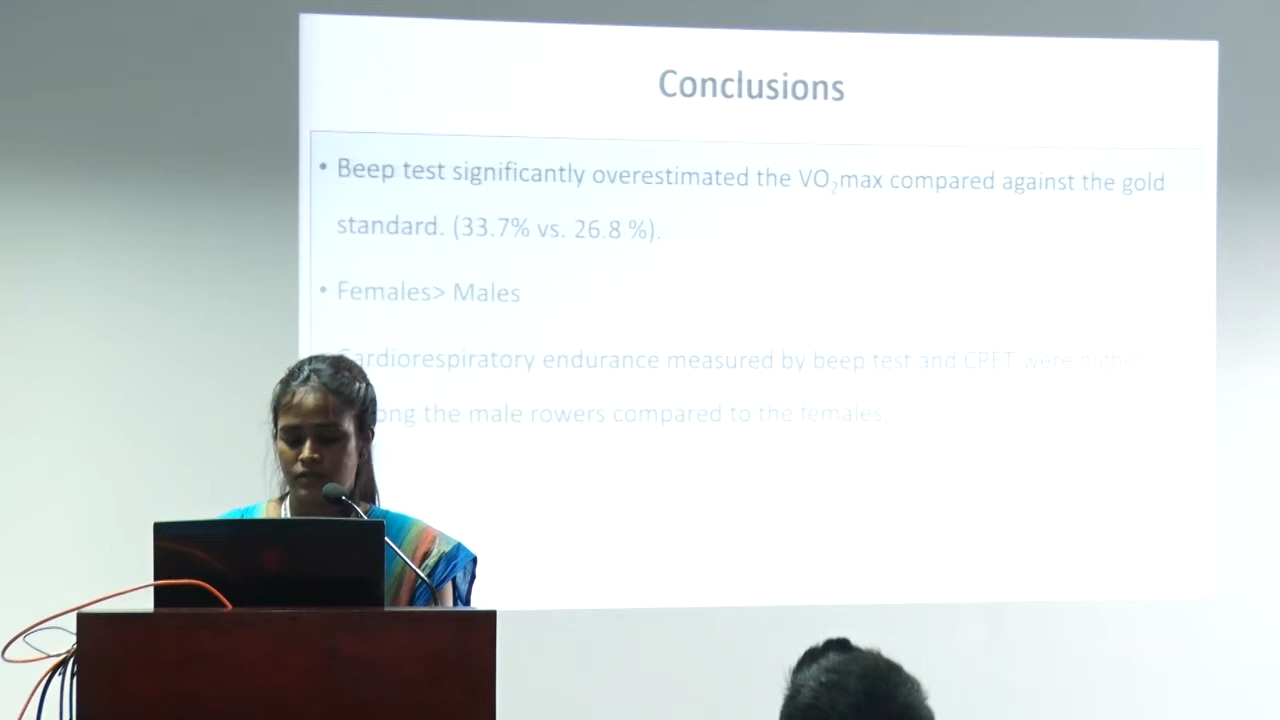 Conclusions
• Beep test significantly overestimated the VO₂max compared against the gold
standard. (33.7% vs. 26.8 %).
• Females> Males
Cardiorespiratory endurance measured by beep test and CPET were higher
the male rowers compared to the females.